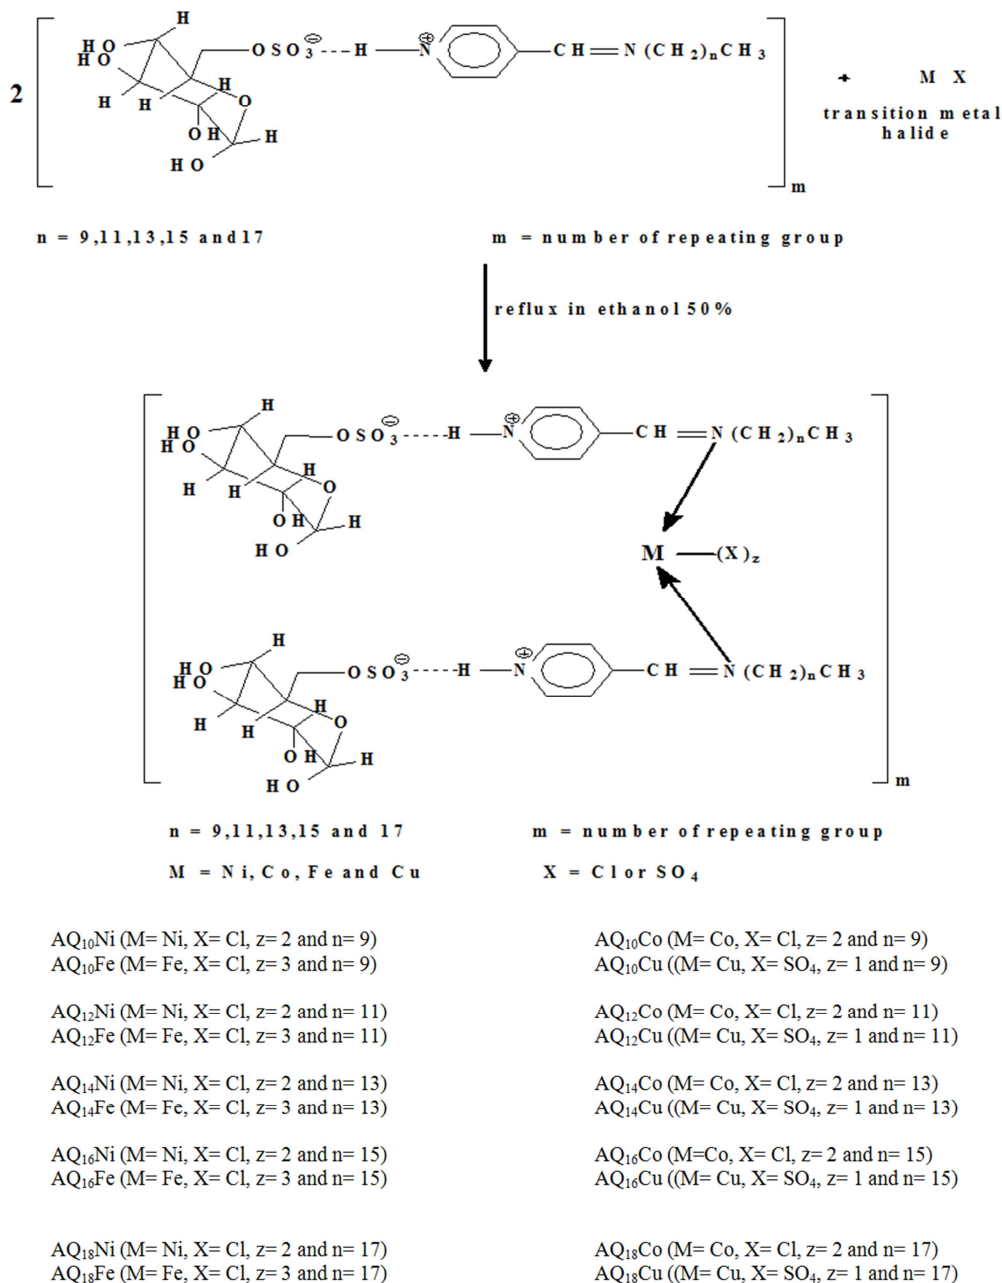 H
HO
HO
OSO3⊖---H—N⊕
CH=N(CH2)nCH3
H
H
H
O
OH
H
HO
2
m
+ M X
transition metal
halide
n = 9,11,13,15 and 17
m = number of repeating group
reflux in ethanol 50%
H
HO
HO
OSO3⊖----H—N⊕
CH=N(CH2)nCH3
H
H
H
O
OH
H
HO
M—(X)z
H
HO
HO
OSO3⊖----H—N⊕
CH=N(CH2)nCH3
H
H
H
O
OH
H
HO
m
n = 9,11,13,15 and 17
m = number of repeating group
M = Ni, Co, Fe and Cu
X = Cl or SO4
AQ10Ni (M= Ni, X= Cl, z= 2 and n= 9)
AQ10Co (M= Co, X= Cl, z= 2 and n= 9)
AQ10Fe (M= Fe, X= Cl, z= 3 and n= 9)
AQ10Cu ((M= Cu, X= SO4, z= 1 and n= 9)
AQ12Ni (M= Ni, X= Cl, z= 2 and n= 11)
AQ12Co (M= Co, X= Cl, z= 2 and n= 11)
AQ12Fe (M= Fe, X= Cl, z= 3 and n= 11)
AQ12Cu ((M= Cu, X= SO4, z= 1 and n= 11)
AQ14Ni (M= Ni, X= Cl, z= 2 and n= 13)
AQ14Co (M= Co, X= Cl, z= 2 and n= 13)
AQ14Fe (M= Fe, X= Cl, z= 3 and n= 13)
AQ14Cu ((M= Cu, X= SO4, z= 1 and n= 13)
AQ16Ni (M= Ni, X= Cl, z= 2 and n= 15)
AQ16Co (M=Co, X= Cl, z= 2 and n= 15)
AQ16Fe (M= Fe, X= Cl, z= 3 and n= 15)
AQ16Cu ((M= Cu, X= SO4, z= 1 and n= 15)
AQ18Ni (M= Ni, X= Cl, z= 2 and n= 17)
AQ18Co (M= Co, X= Cl, z= 2 and n= 17)
AQ18Fe (M= Fe, X= Cl, z= 3 and n= 17)
AQ18Cu ((M= Cu, X= SO4, z= 1 and n= 17)